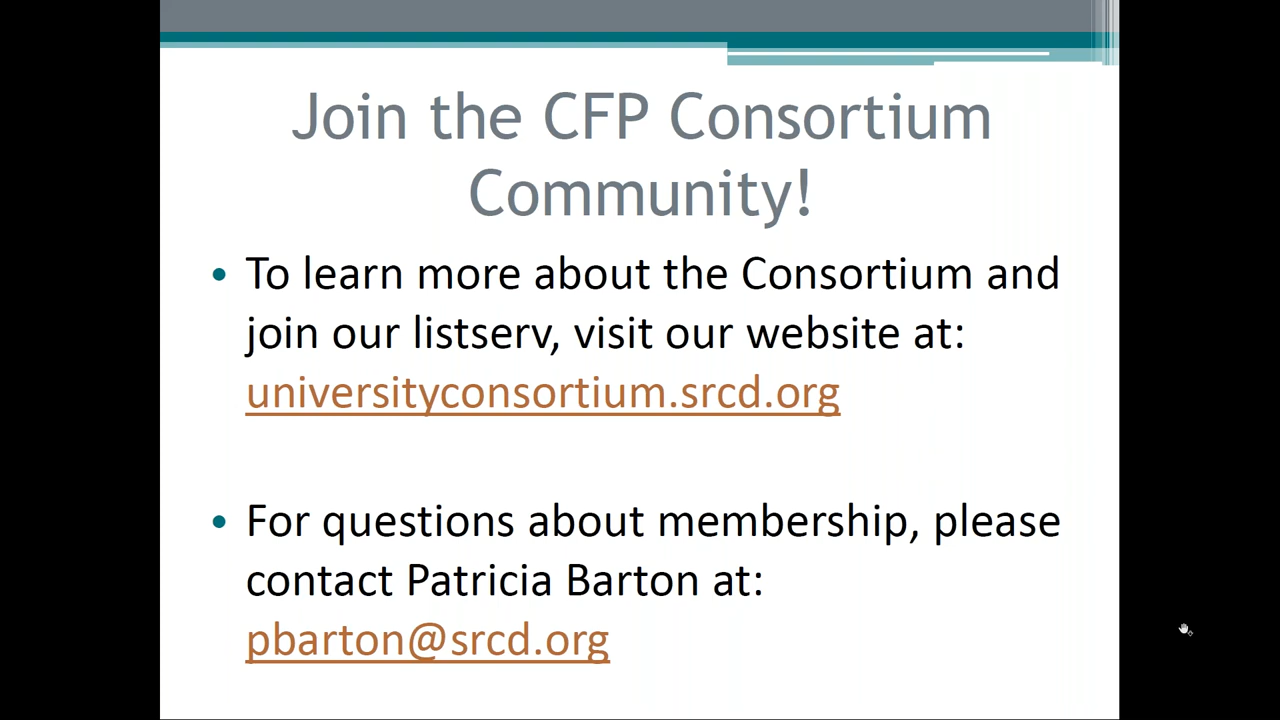 Join the CFP Consortium
Community!
• To learn more about the Consortium and
join our listserv, visit our website at:
universityconsortium.srcd.org
• For questions about membership, please
contact Patricia Barton at:
pbarton@srcd.org